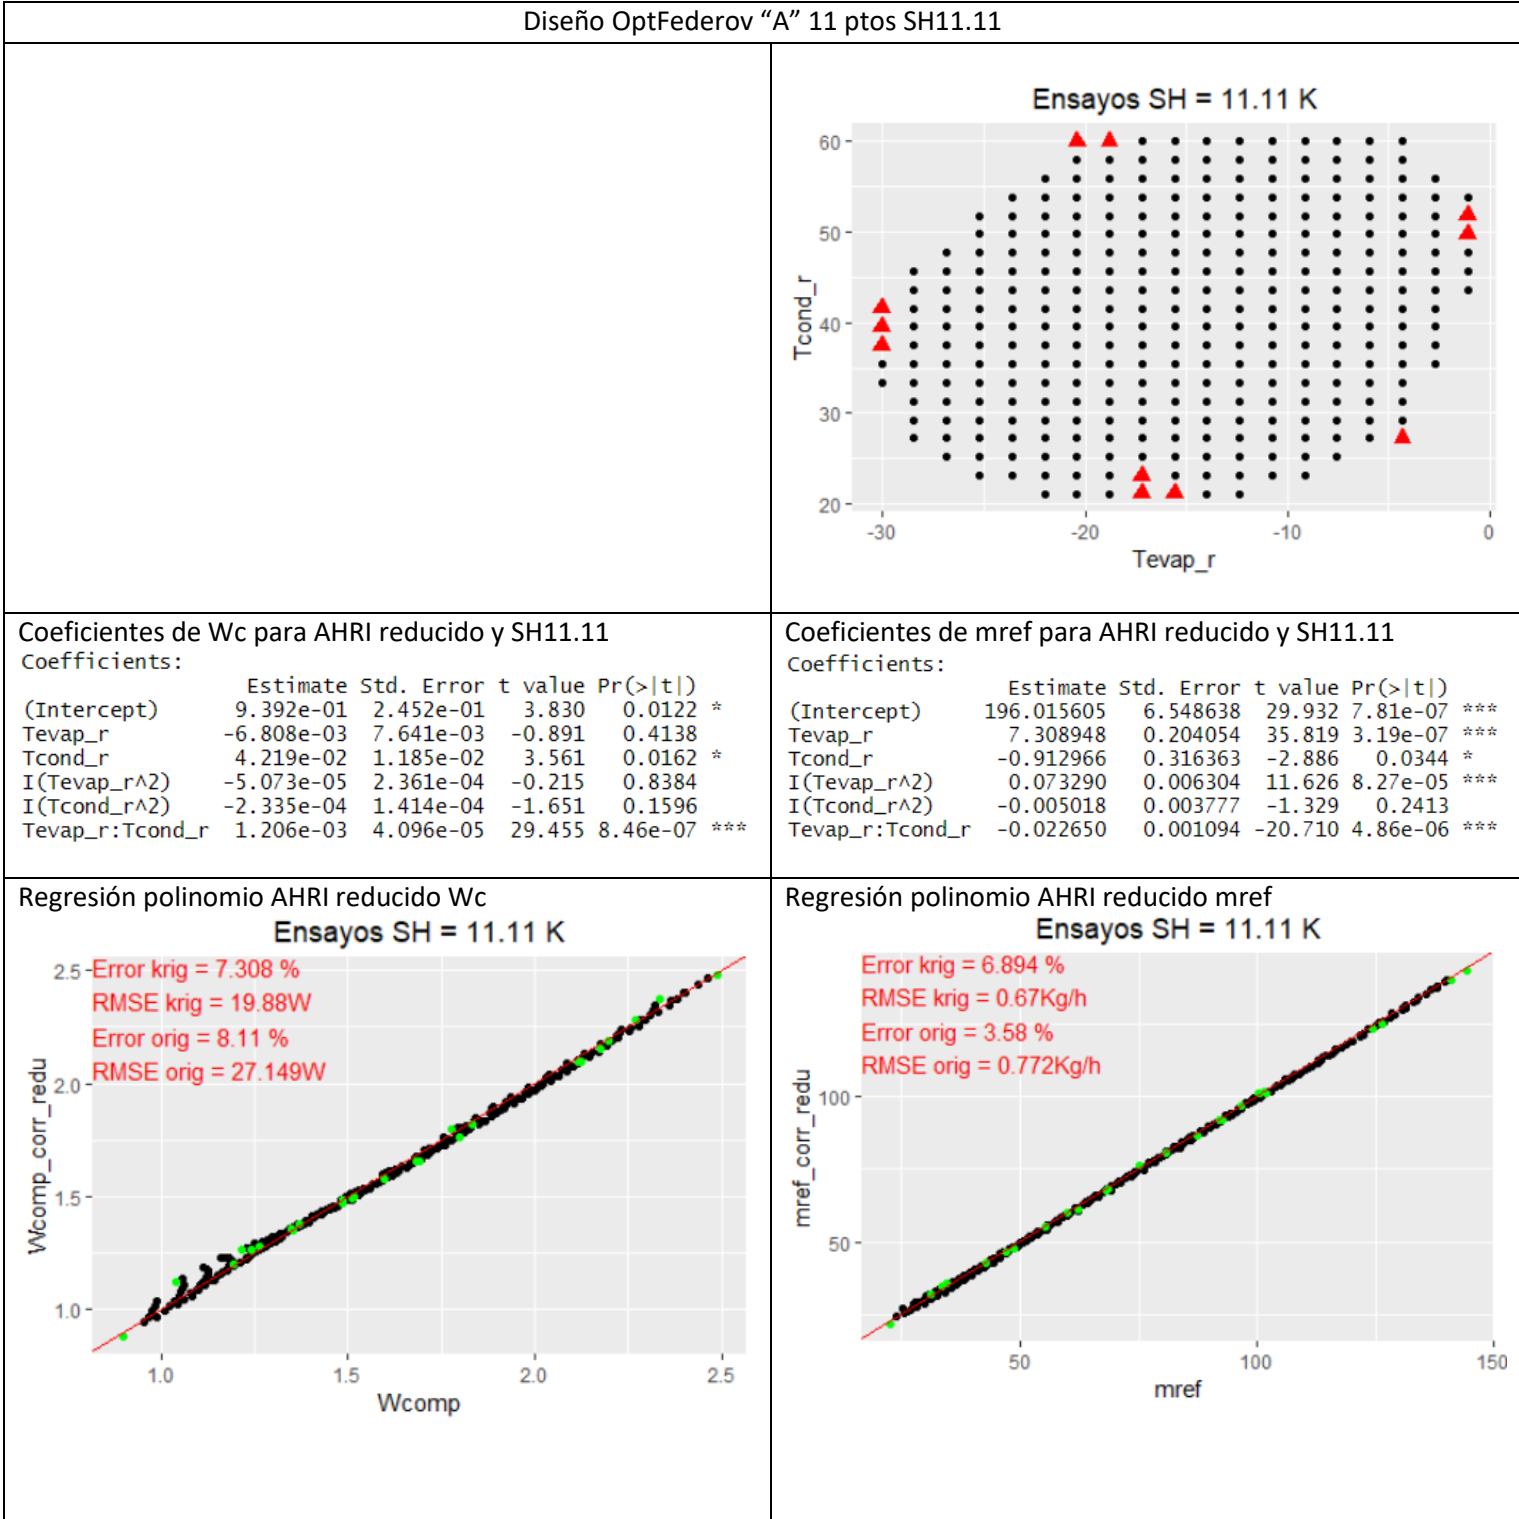 Diseño OptFederov “A” 11 ptos SH11.11
Ensayos SH = 11.11 K
60
50
40
30
20
Tcond_r
-30 -20 -10 0
Tevap_r
Coeficientes de Wc para AHRI reducido y SH11.11
Coefficients:
Estimate Std. Error t value Pr(>|t|)
(Intercept) 9.392e-01 2.452e-01 3.830 0.0122 *
Tevap_r -6.808e-03 7.641e-03 -0.891 0.4138
Tcond_r 4.219e-02 1.185e-02 3.561 0.0162 *
I(Tevap_r^2) -5.073e-05 2.361e-04 -0.215 0.8384
I(Tcond_r^2) -2.335e-04 1.414e-04 -1.651 0.1596
Tevap_r:Tcond_r 1.206e-03 4.096e-05 29.455 8.46e-07 ***
Coeficientes de mref para AHRI reducido y SH11.11
Coefficients:
Estimate Std. Error t value Pr(>|t|)
(Intercept) 196.015605 6.548638 29.932 7.81e-07 ***
Tevap_r 7.308948 0.204054 35.819 3.19e-07 ***
Tcond_r -0.912966 0.316363 -2.886 0.0344 *
I(Tevap_r^2) 0.073290 0.006304 11.626 8.27e-05 ***
I(Tcond_r^2) -0.005018 0.003777 -1.329 0.2413
Tevap_r:Tcond_r -0.022650 0.001094 -20.710 4.86e-06 ***
Regresión polinomio AHRI reducido Wc
Ensayos SH = 11.11 K
Error krig = 7.308 %
RMSE krig = 19.88W
Error orig = 8.11 %
RMSE orig = 27.149W
2.5
2.0
1.5
1.0
Wcomp_corr_redu
1.0 1.5 2.0 2.5
Wcomp
Regresión polinomio AHRI reducido mref
Ensayos SH = 11.11 K
Error krig = 6.894 %
RMSE krig = 0.67Kg/h
Error orig = 3.58 %
RMSE orig = 0.772Kg/h
100
50
mref_corr_redu
50 100 150
mref